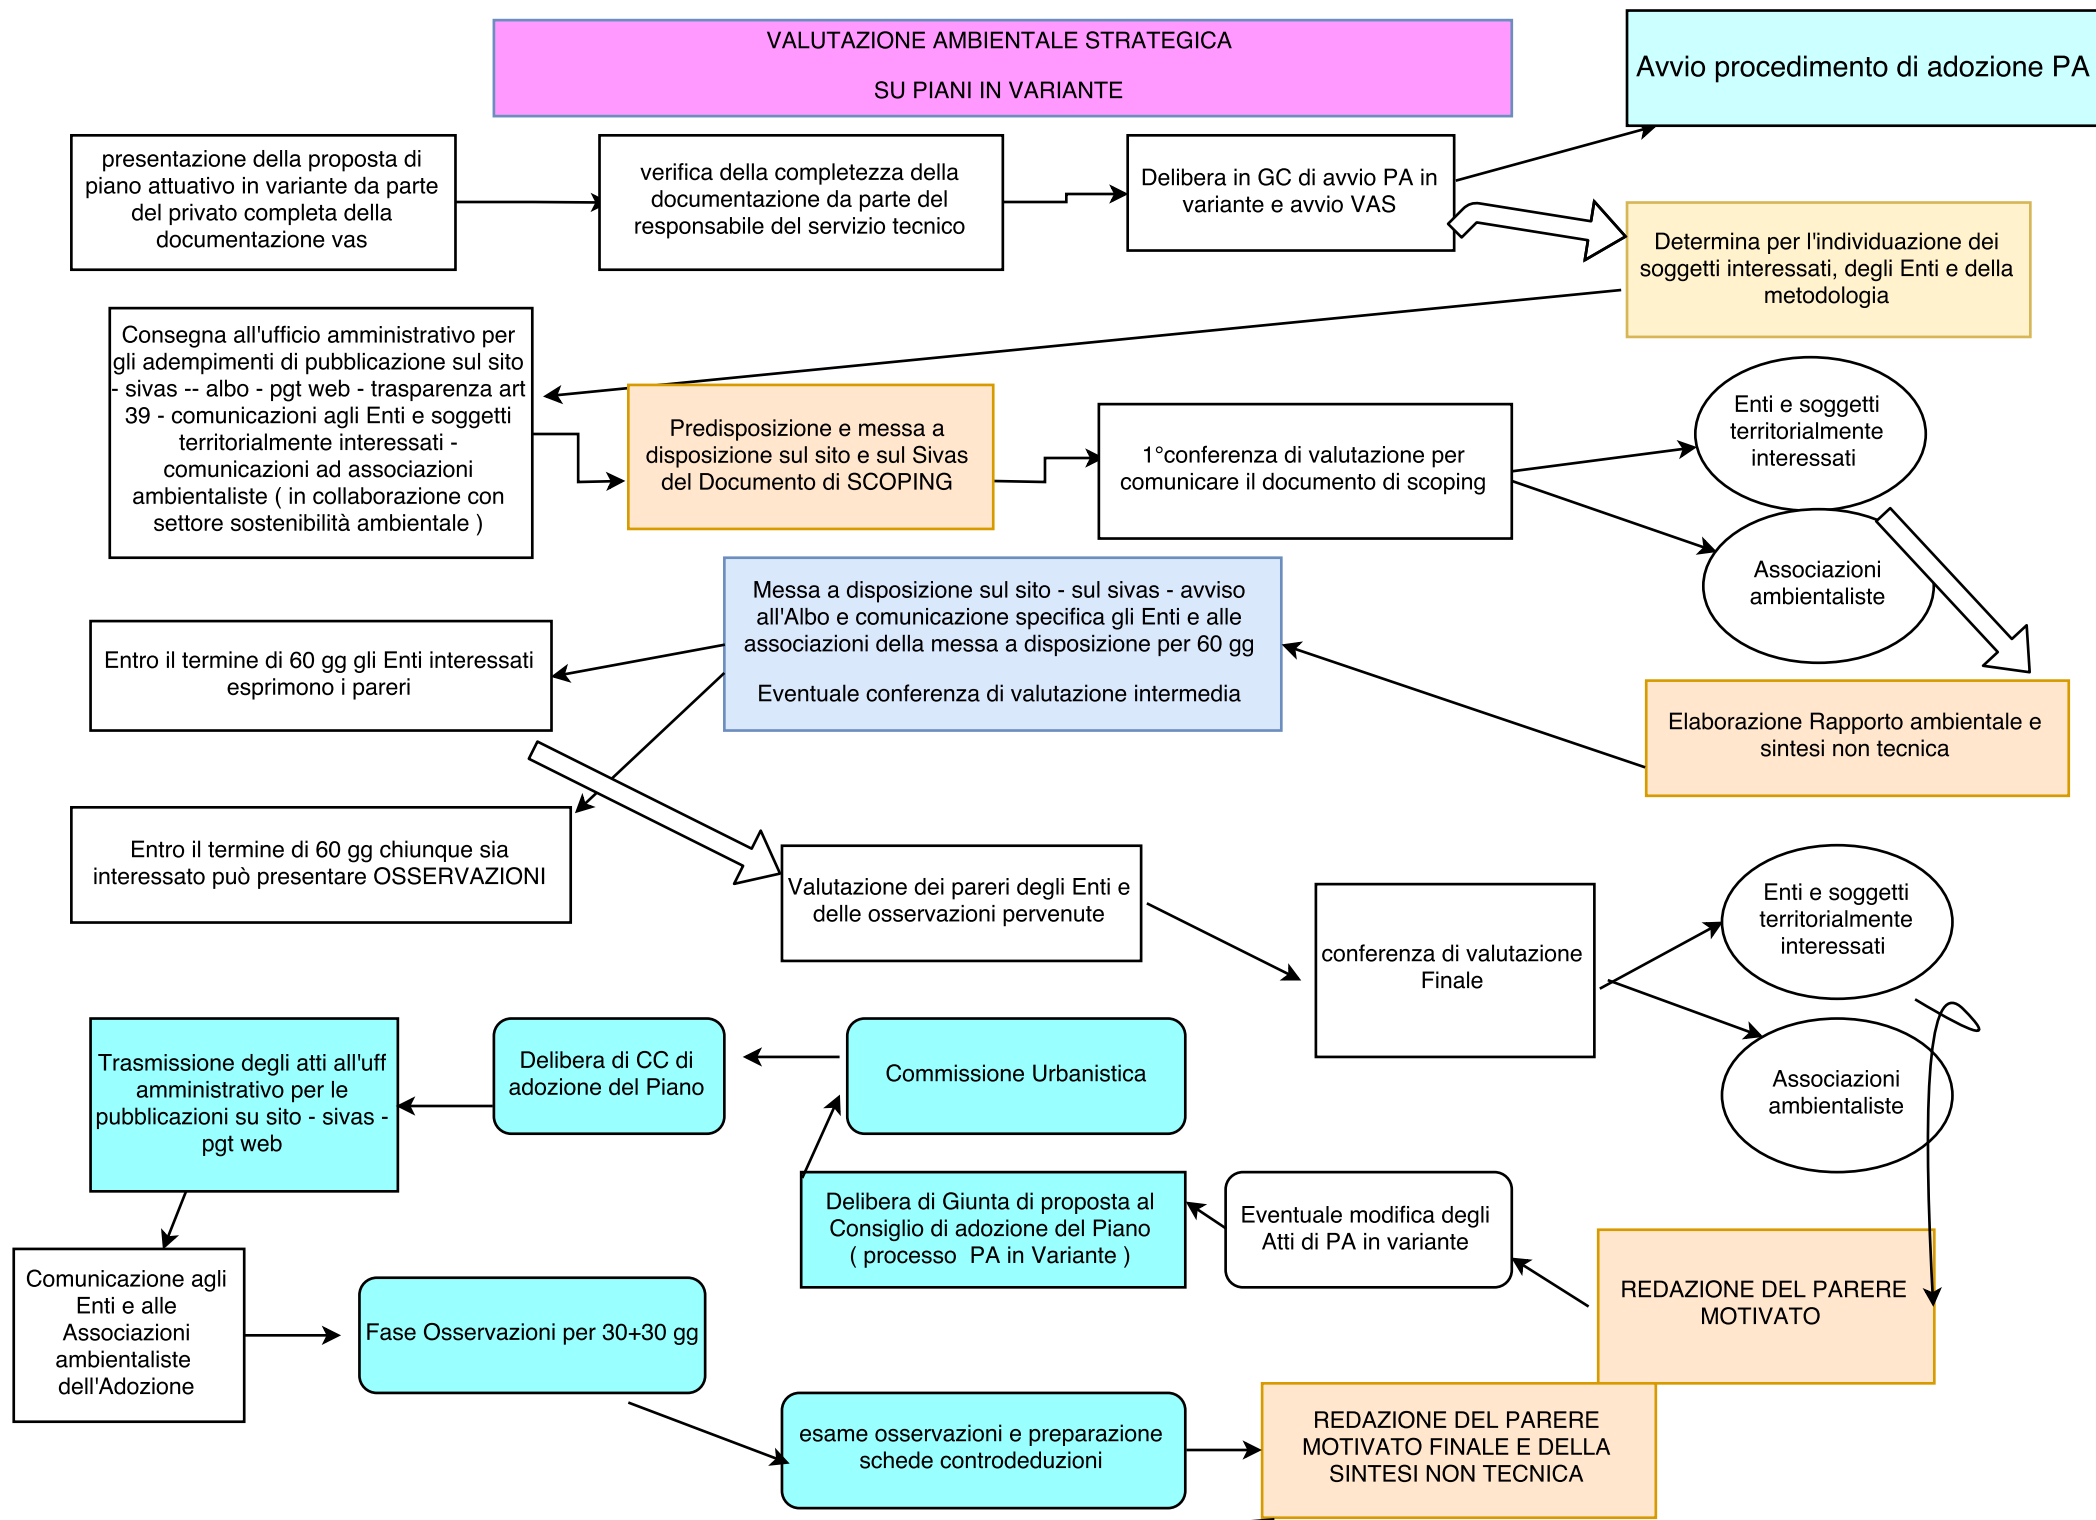 VALUTAZIONE AMBIENTALE STRATEGICA
SU PIANI IN VARIANTE
Avvio procedimento di adozione PA
presentazione della proposta di
piano attuativo in variante da parte
del privato completa della
documentazione vas
verifica della completezza della
documentazione da parte del
responsabile del servizio tecnico
Delibera in GC di avvio PA in
variante e avvio VAS
Determina per l'individuazione dei
soggetti interessati, degli Enti e della
metodologia
Consegna all'ufficio amministrativo per
gli adempimenti di pubblicazione sul sito
- sivas -- albo - pgt web - trasparenza art
39 - comunicazioni agli Enti e soggetti
territorialmente interessati -
comunicazioni ad associazioni
ambientaliste ( in collaborazione con
settore sostenibilità ambientale )
Predisposizione e messa a
disposizione sul sito e sul Sivas
del Documento di SCOPING
1°conferenza di valutazione per
comunicare il documento di scoping
Enti e soggetti
territorialmente
interessati
Associazioni
ambientaliste
Messa a disposizione sul sito - sul sivas - avviso
all'Albo e comunicazione specifica gli Enti e alle
associazioni della messa a disposizione per 60 gg
Eventuale conferenza di valutazione intermedia
Entro il termine di 60 gg gli Enti interessati
esprimono i pareri
Elaborazione Rapporto ambientale e
sintesi non tecnica
Entro il termine di 60 gg chiunque sia
interessato può presentare OSSERVAZIONI
Valutazione dei pareri degli Enti e
delle osservazioni pervenute
conferenza di valutazione
Finale
Enti e soggetti
territorialmente
interessati
Associazioni
ambientaliste
Trasmissione degli atti all'uff
amministrativo per le
pubblicazioni su sito - sivas -
pgt web
Delibera di CC di
adozione del Piano
Commissione Urbanistica
Delibera di Giunta di proposta al
Consiglio di adozione del Piano
( processo  PA in Variante )
Eventuale modifica degli
Atti di PA in variante
REDAZIONE DEL PARERE
MOTIVATO
Comunicazione agli
Enti e alle
Associazioni
ambientaliste
dell'Adozione
Fase Osservazioni per 30+30 gg
esame osservazioni e preparazione
schede controdeduzioni
REDAZIONE DEL PARERE
MOTIVATO FINALE E DELLA
SINTESI NON TECNICA